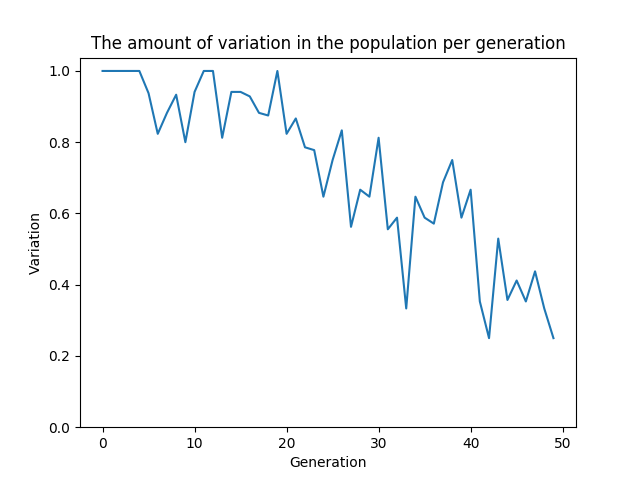 The amount of variation in the population per generation
1.0
0.8
0.6
0.4
0.2
0.0
Variation
0 10 20 30 40 50
Generation